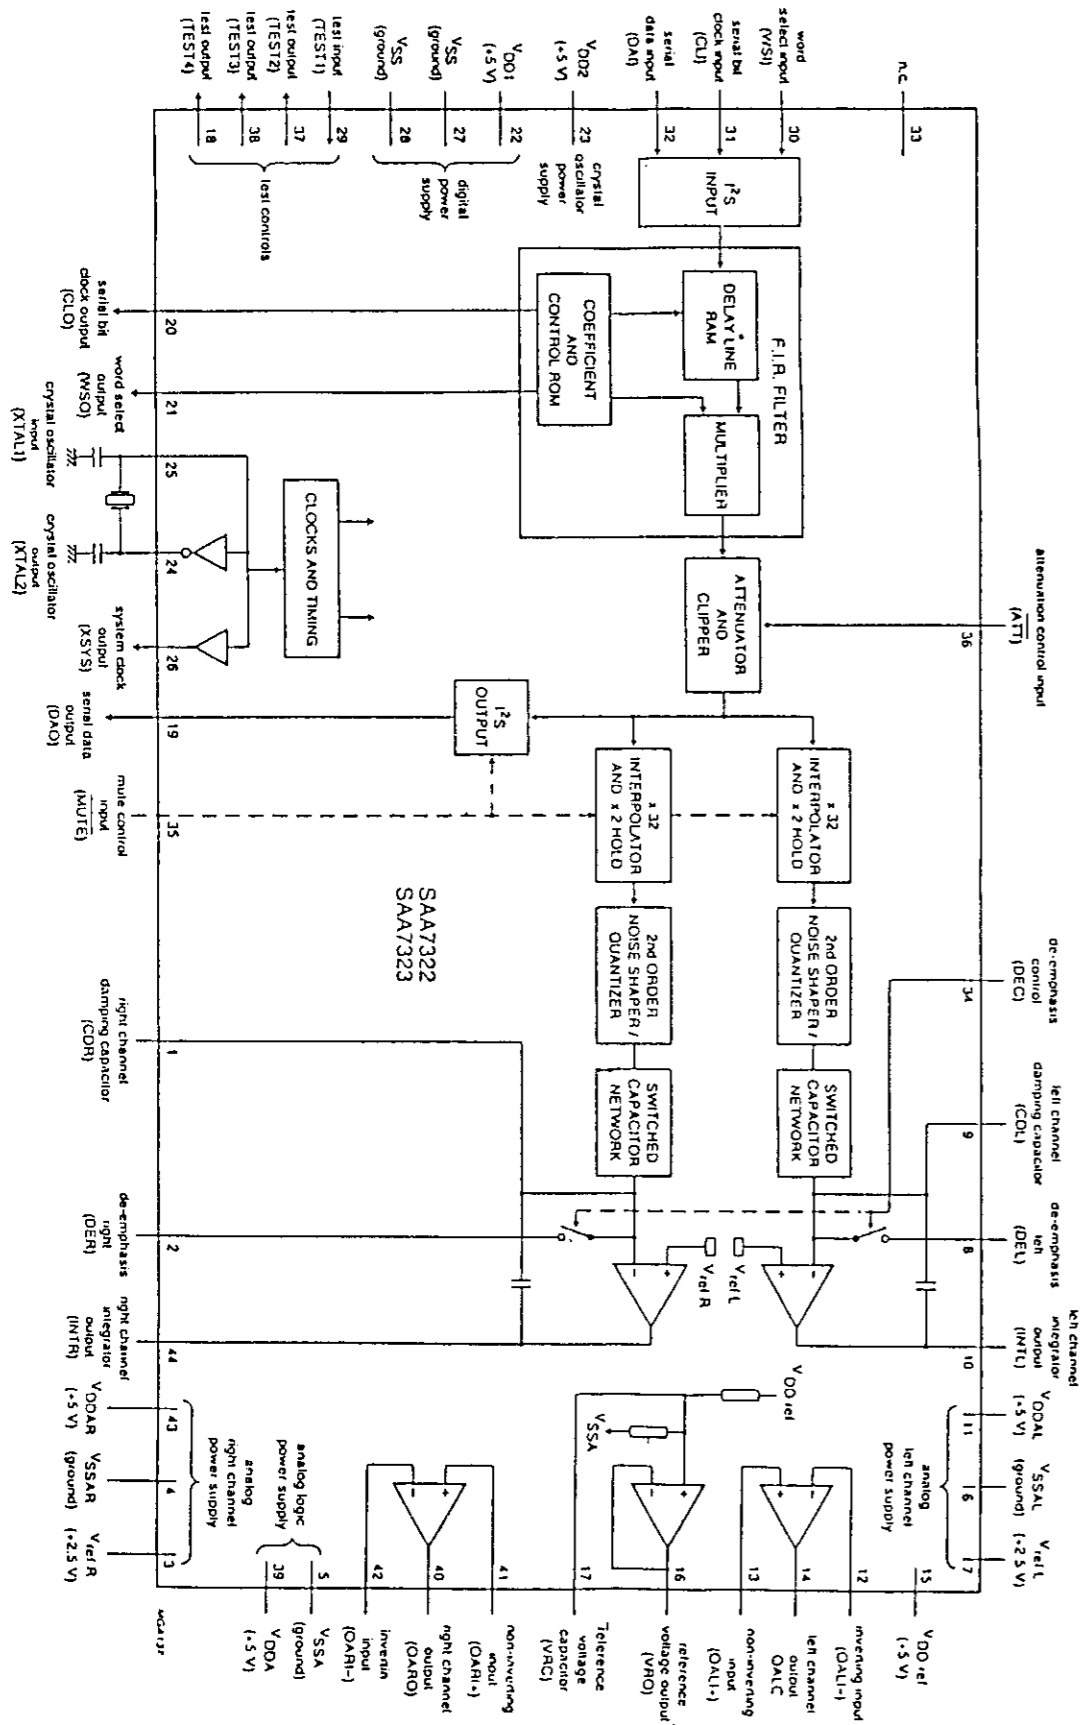 n.c.
33
word
select input
(WSI)
30
serial bit
clock input
(CLI)
31
serial
data input
(DAI)
32
VDD2
(+5 V)
23
crystal
oscillator
power
supply
VDD1
(+5 V)
22
VSS
(ground)
27
VSS
(ground)
28
digital
power
supply
test input
(TEST1)
29
test output
(TEST2)
37
test output
(TEST3)
38
test output
(TEST4)
18
test controls
I²S
INPUT
F.I.R. FILTER
DELAY LINE
RAM
COEFFICIENT
AND
CONTROL ROM
MULTIPLIER
serial bit
clock output
(CLO)
20
word select
output
(WSO)
21
crystal oscillator
input
(XTAL1)
25
crystal oscillator
output
(XTAL2)
24
CLOCKS AND TIMING
system clock
output
(XSYS)
26
attenuation control input
(ATT)
36
ATTENUATOR
AND
CLIPPER
I²S
OUTPUT
serial data
output
(DAO)
19
mute control
input
(MUTE)
35
x 32
INTERPOLATOR
AND x 2 HOLD
x 32
INTERPOLATOR
AND x 2 HOLD
2nd ORDER
NOISE SHAPER /
QUANTIZER
2nd ORDER
NOISE SHAPER /
QUANTIZER
SWITCHED
CAPACITOR
NETWORK
SWITCHED
CAPACITOR
NETWORK
SAA7322
SAA7323
de-emphasis
control
(DEC)
34
left channel
damping capacitor
(CDL)
9
de-emphasis
left
(DEL)
8
left channel
integrator
output
(INTL)
10
right channel
damping capacitor
(CDR)
1
de-emphasis
right
(DER)
2
right channel
integrator
output
(INTR)
44
Vref L
Vref R
+
−
+
−
VDD ref
VSSA
VDDAL
(+5 V)
11
VSSAL
(ground)
6
Vref L
(+2.5 V)
7
analog
left channel
power supply
VDDAR
(+5 V)
43
VSSAR
(ground)
4
Vref R
(+2.5 V)
3
analog
right channel
power supply
analog logic
power supply
+
−
+
−
+
−
15
VDD ref
(+5 V)
12
inverting input
(OALI−)
14
left channel
output
OALC
13
non-inverting
input
(OALI+)
16
reference
voltage output
(VRO)
17
reference
voltage
capacitor
(VRC)
41
non-inverting
input
(OARI+)
40
right channel
output
(OARO)
42
invertin
input
(OARI−)
5
VSSA
(ground)
39
VDDA
(+5 V)
MGA137